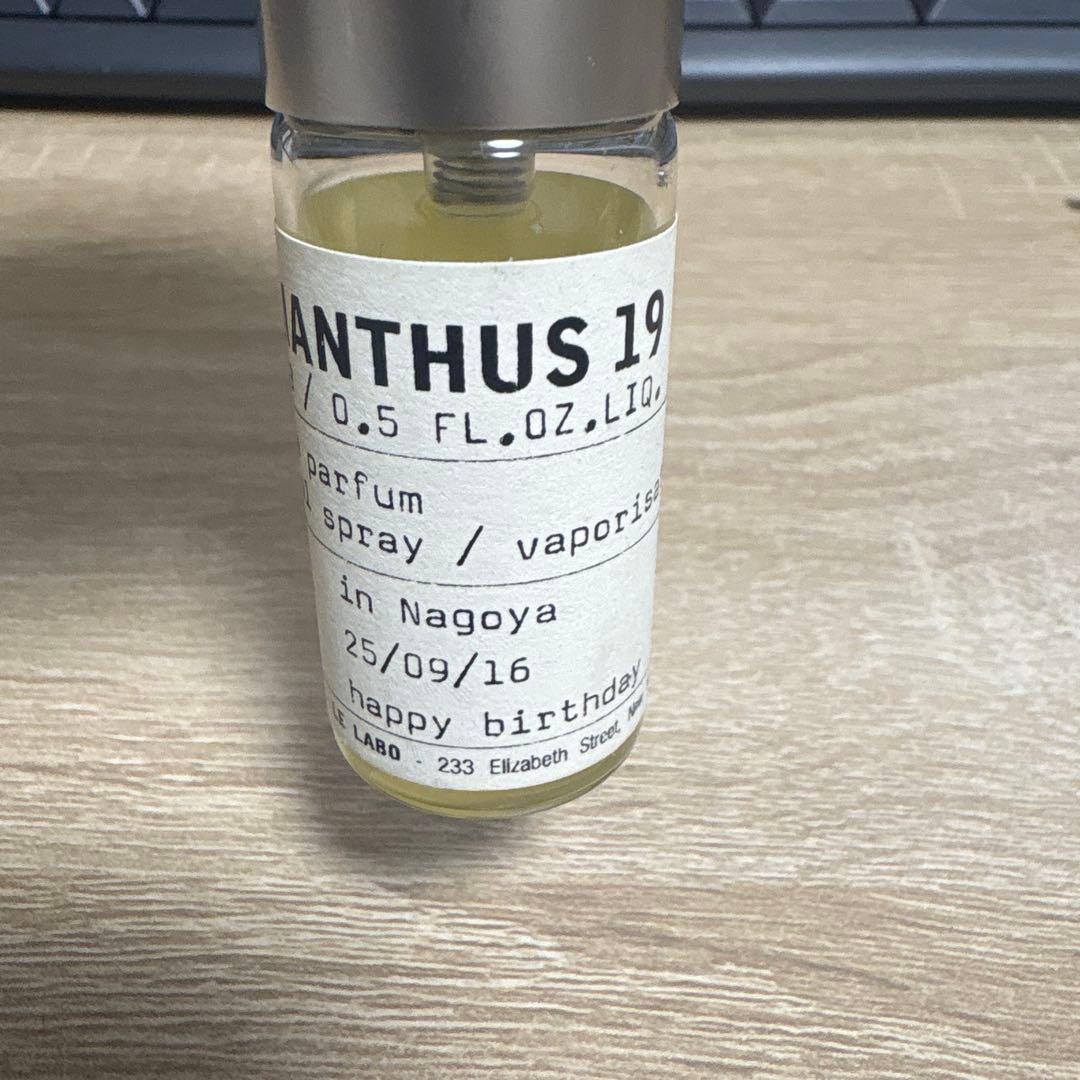 ANTHUS 19
/ 0.5 FL.OZ.LIQ.
parfum
spray / vaporisa
in Nagoya
25/09/16
happy birthday
LE LABO - 233 Elizabeth Street, New